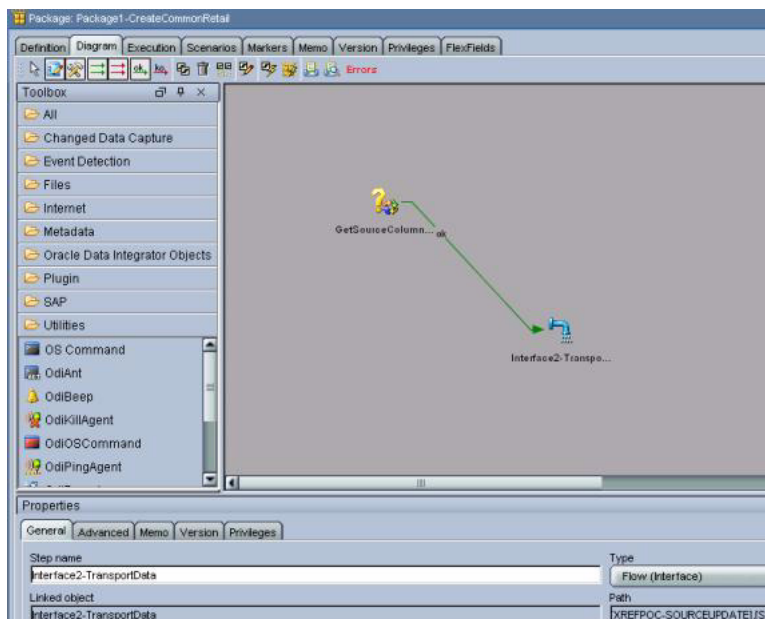 Package: Package1-CreateCommonRetail
Definition Diagram Execution Scenarios Markers Memo Version Privileges FlexFields
ok ko Errors
Toolbox
All
Changed Data Capture
Event Detection
Files
Internet
Metadata
Oracle Data Integrator Objects
Plugin
SAP
Utilities
OS Command
OdiAnt
OdiBeep
OdiKillAgent
OdiOSCommand
OdiPingAgent
GetSourceColumn...
ok
Interface2-Transpo...
Properties
General Advanced Memo Version Privileges
Step name Type
Interface2-TransportData Flow (Interface)
Linked object Path
Interface2-TransportData